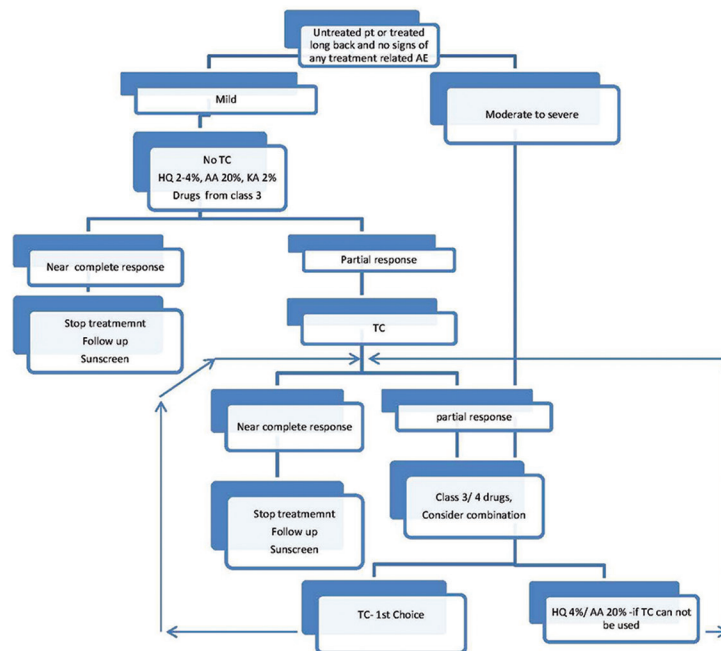 Untreated pt or treated
long back and no signs of
any treatment related AE
Mild
Moderate to severe
No TC
HQ 2-4%, AA 20%, KA 2%
Drugs from class 3
Near complete response
Partial response
Stop treatmemnt
Follow up
Sunscreen
TC
Near complete response
partial response
Stop treatmemnt
Follow up
Sunscreen
Class 3/ 4 drugs,
Consider combination
TC- 1st Choice
HQ 4%/ AA 20% -if TC can not
be used